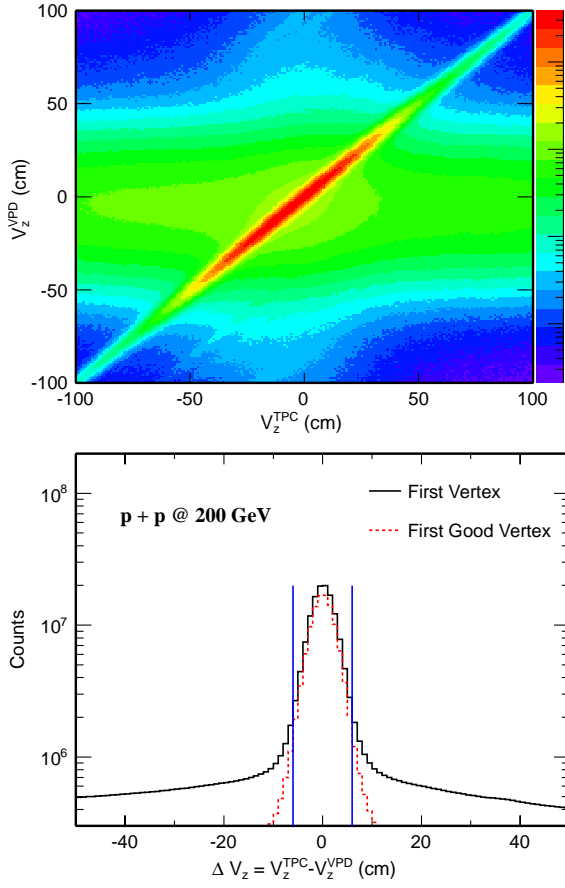 100
50
0
-50
-100
V_z^VPD (cm)
-100 -50 0 50 100
V_z^TPC (cm)
10^8
10^7
10^6
Counts
p + p @ 200 GeV
First Vertex
First Good Vertex
-40 -20 0 20 40
Δ V_z = V_z^TPC-V_z^VPD (cm)